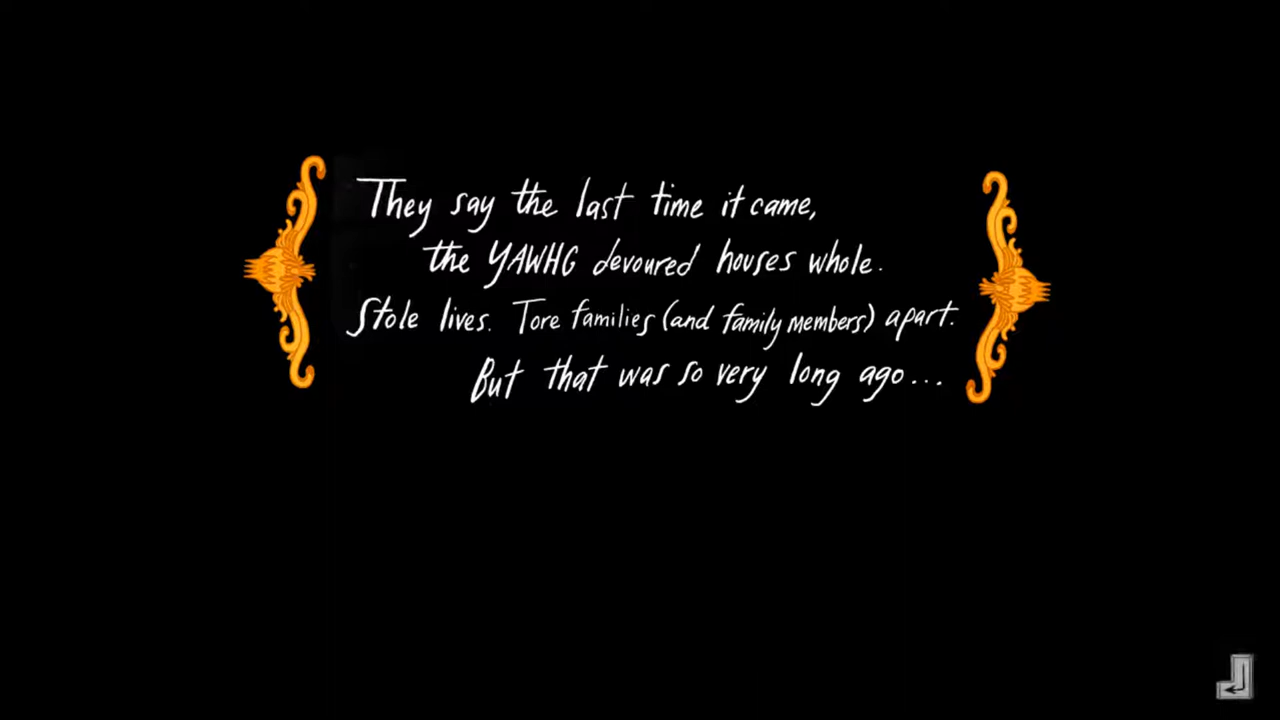 They say the last time it came,
the YAWHG devoured houses whole.
Stole lives. Tore families (and family members) apart.
But that was so very long ago...